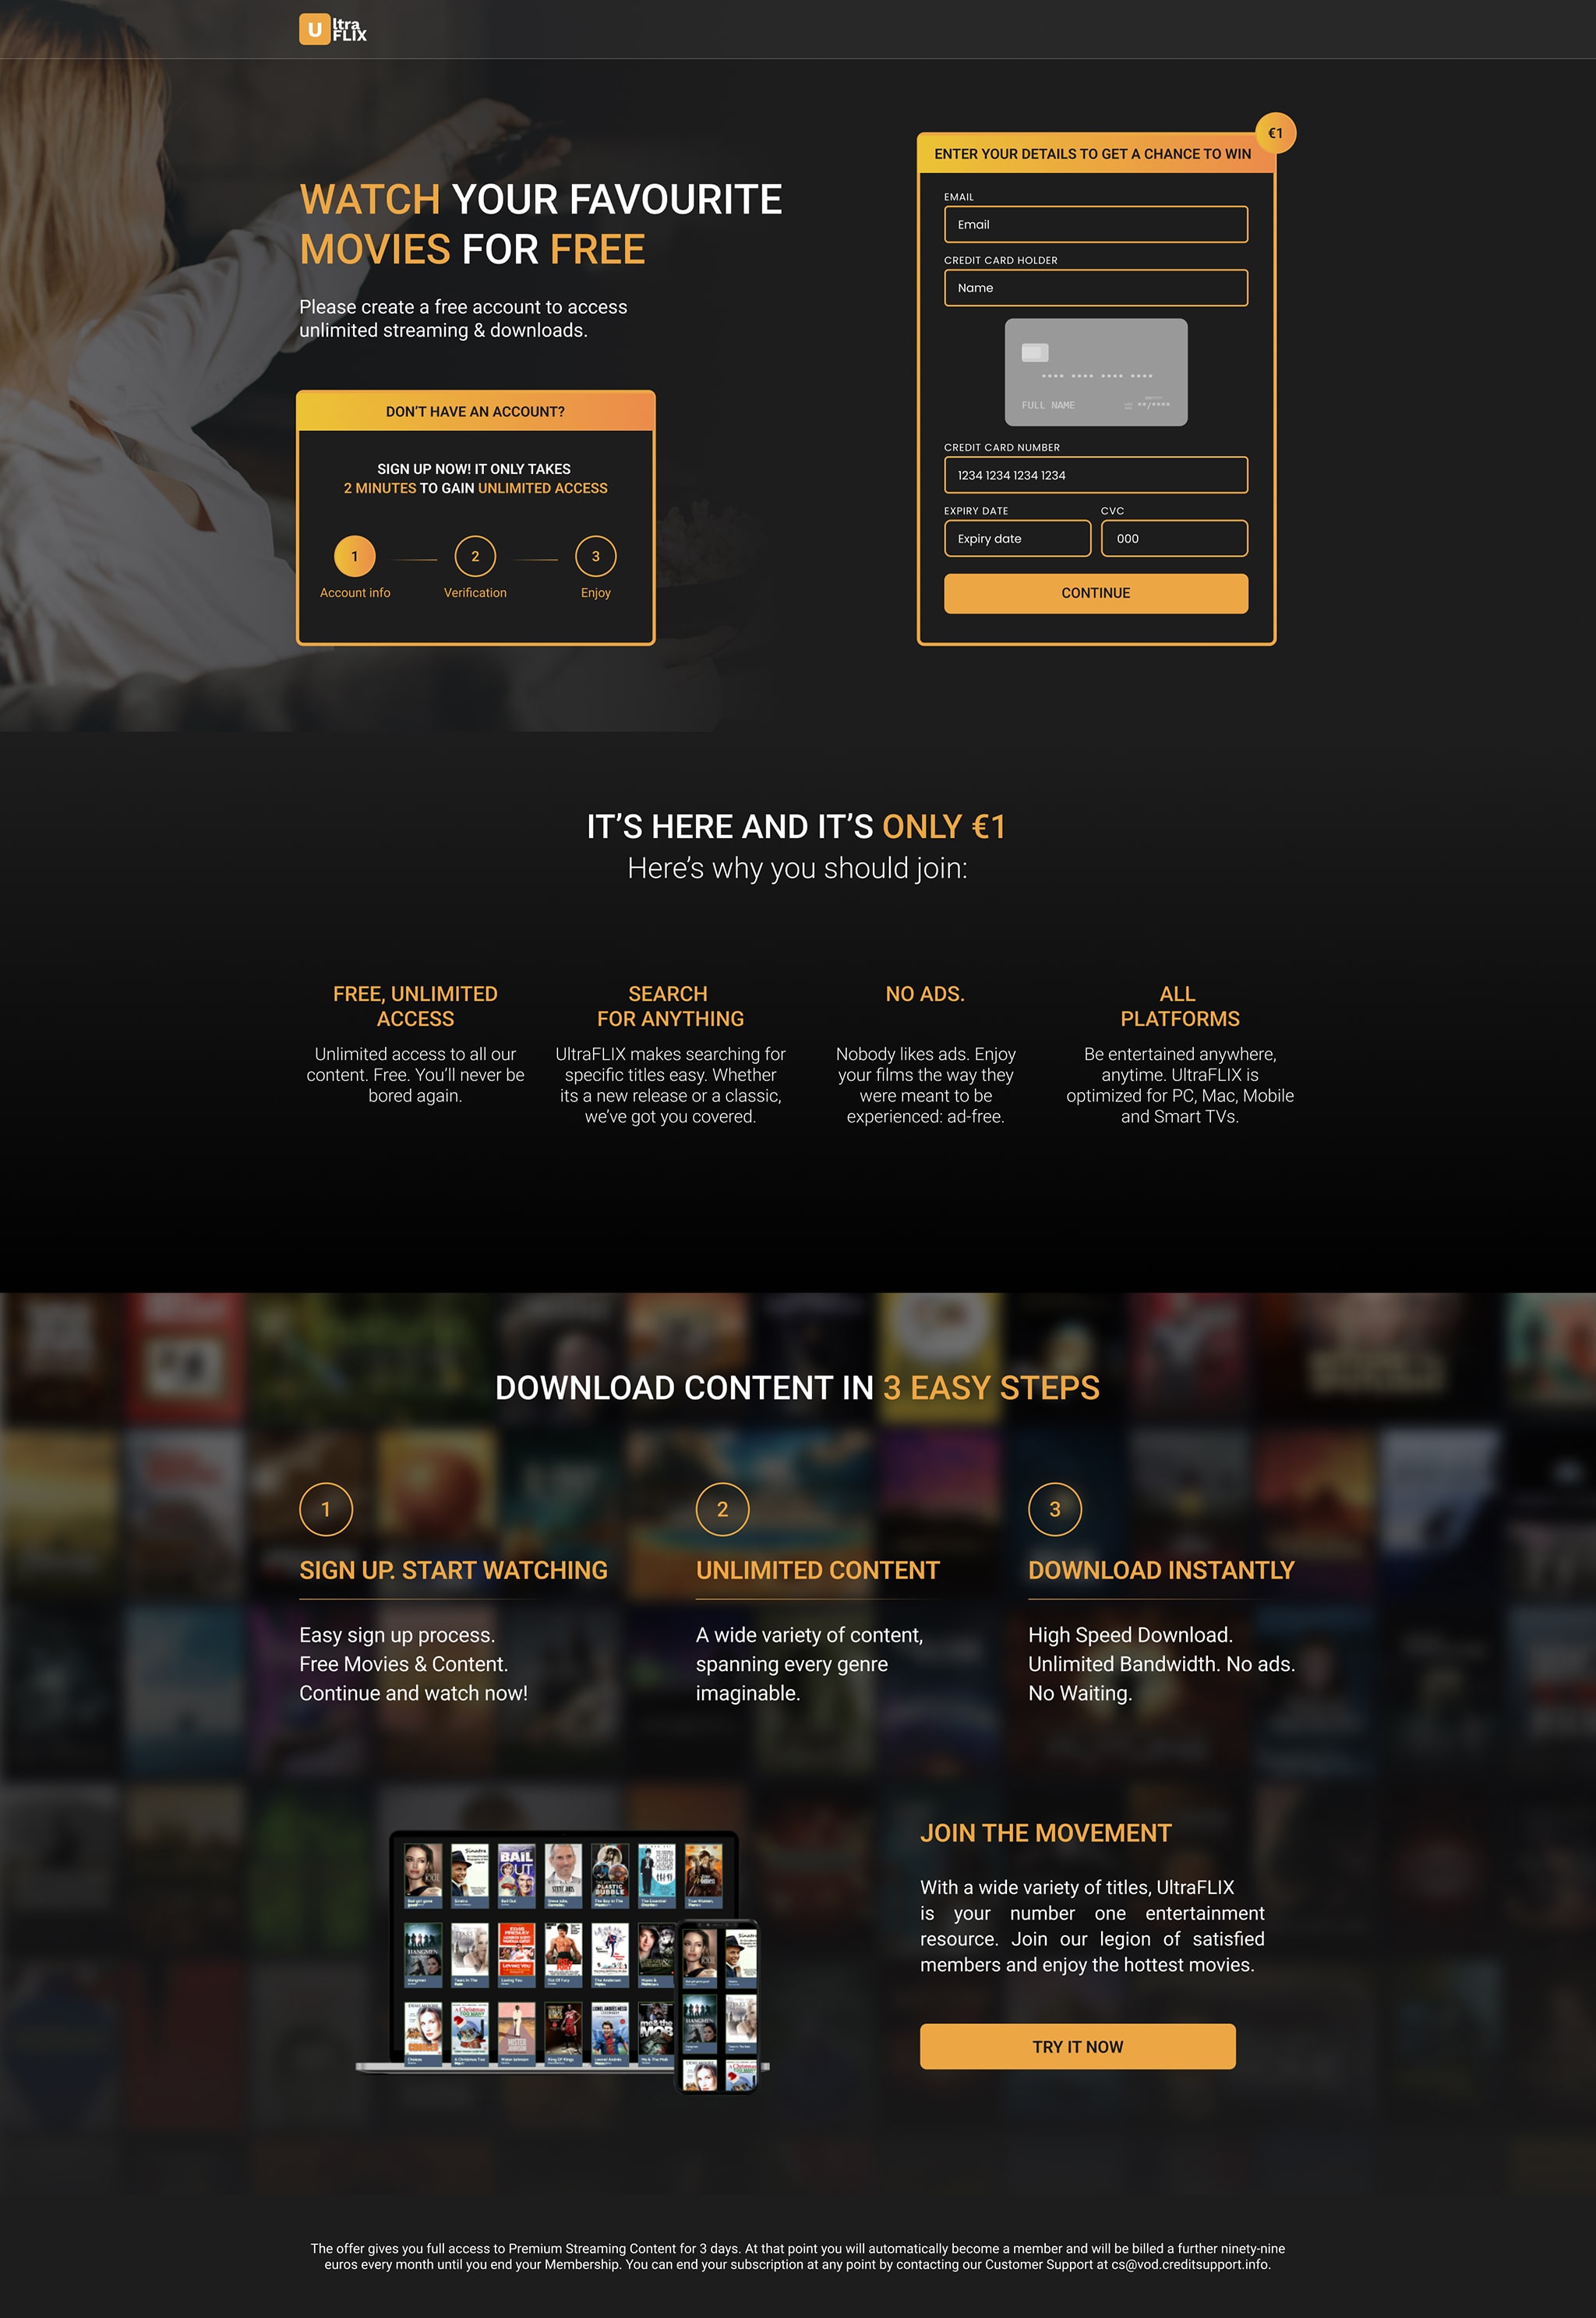 U ltra
FLIX
WATCH YOUR FAVOURITE
MOVIES FOR FREE
Please create a free account to access
unlimited streaming & downloads.
DON'T HAVE AN ACCOUNT?
SIGN UP NOW! IT ONLY TAKES
2 MINUTES TO GAIN UNLIMITED ACCESS
1 2 3
Account info Verification Enjoy
€1
ENTER YOUR DETAILS TO GET A CHANCE TO WIN
EMAIL
Email
CREDIT CARD HOLDER
Name
•••• •••• •••• ••••
FULL NAME **/****
CREDIT CARD NUMBER
1234 1234 1234 1234
EXPIRY DATE CVC
Expiry date 000
CONTINUE
IT'S HERE AND IT'S ONLY €1
Here's why you should join:
FREE, UNLIMITED
ACCESS
Unlimited access to all our
content. Free. You'll never be
bored again.
SEARCH
FOR ANYTHING
UltraFLIX makes searching for
specific titles easy. Whether
its a new release or a classic,
we've got you covered.
NO ADS.
Nobody likes ads. Enjoy
your films the way they
were meant to be
experienced: ad-free.
ALL
PLATFORMS
Be entertained anywhere,
anytime. UltraFLIX is
optimized for PC, Mac, Mobile
and Smart TVs.
DOWNLOAD CONTENT IN 3 EASY STEPS
1
SIGN UP. START WATCHING
Easy sign up process.
Free Movies & Content.
Continue and watch now!
2
UNLIMITED CONTENT
A wide variety of content,
spanning every genre
imaginable.
3
DOWNLOAD INSTANTLY
High Speed Download.
Unlimited Bandwidth. No ads.
No Waiting.
Sinatra
BAIL
OUT
STEVE JOBS
PLASTIC
BUBBLE
HANGMEN
LOVING YOU
me & the
MOB
JOIN THE MOVEMENT
With a wide variety of titles, UltraFLIX
is your number one entertainment
resource. Join our legion of satisfied
members and enjoy the hottest movies.
TRY IT NOW
The offer gives you full access to Premium Streaming Content for 3 days. At that point you will automatically become a member and will be billed a further ninety-nine
euros every month until you end your Membership. You can end your subscription at any point by contacting our Customer Support at cs@vod.creditsupport.info.